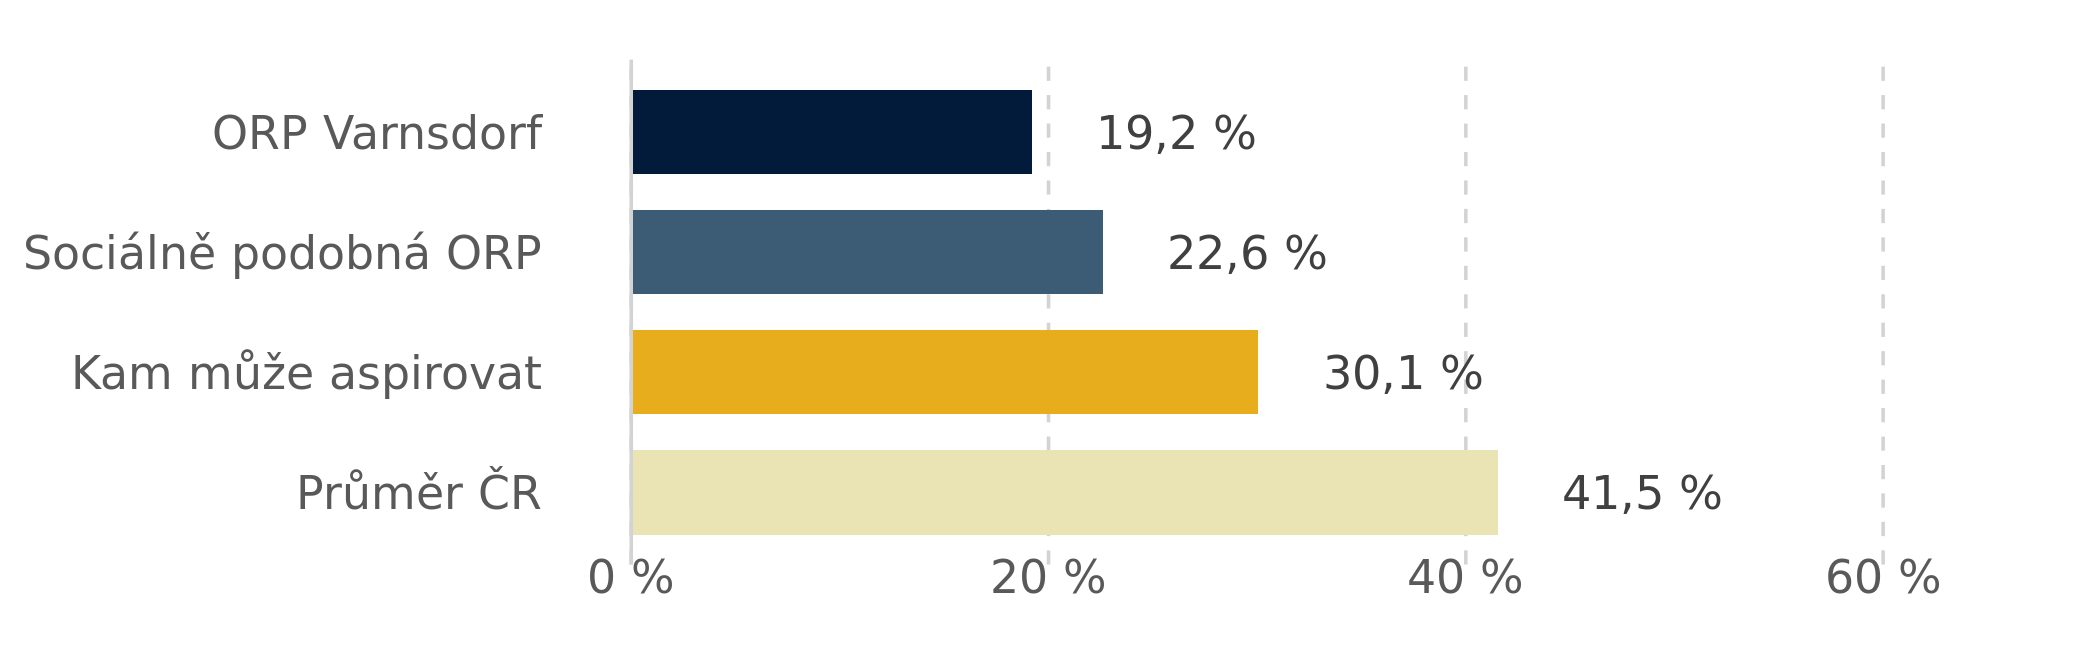 ORP Varnsdorf 19,2 %
Sociálně podobná ORP 22,6 %
Kam může aspirovat 30,1 %
Průměr ČR 41,5 %
0 % 20 % 40 % 60 %